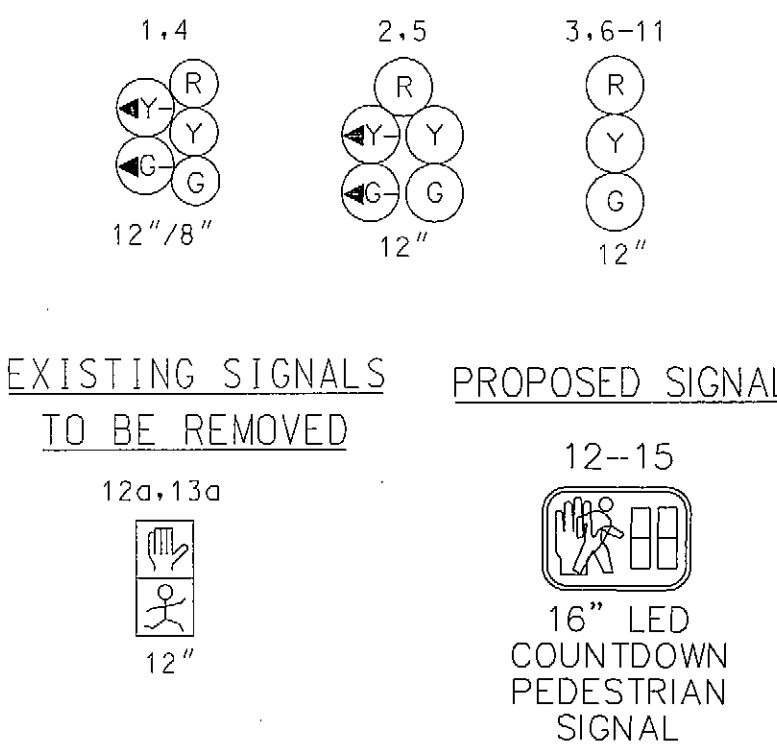 1,4
R
Y
Y
G
G
12"/8"
2,5
R
Y
Y
G
G
12"
3,6-11
R
Y
G
12"
EXISTING SIGNALS
TO BE REMOVED
12a,13a
12"
PROPOSED SIGNAL
12--15
16" LED
COUNTDOWN
PEDESTRIAN
SIGNAL